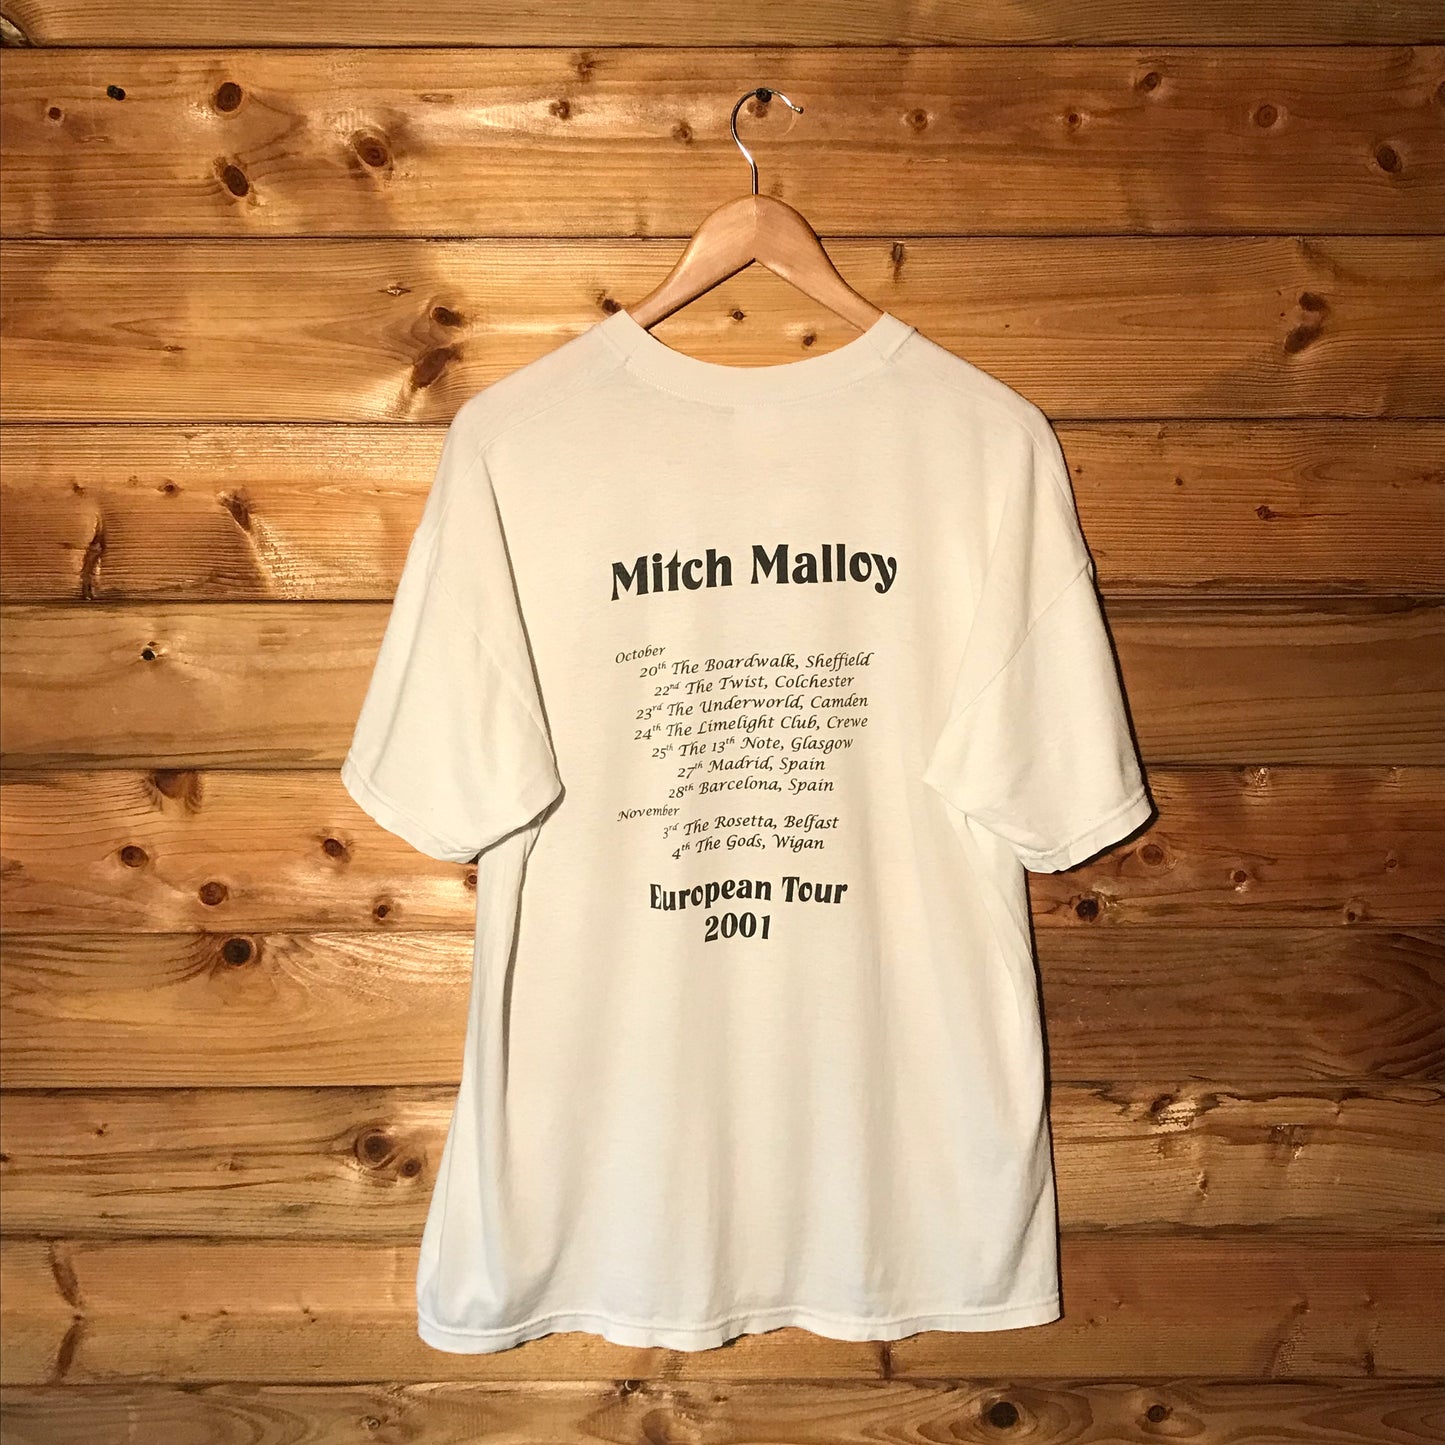 Mitch Malloy
October
20th The Boardwalk, Sheffield
22nd The Twist, Colchester
23rd The Underworld, Camden
24th The Limelight Club, Crewe
25th The 13th Note, Glasgow
27th Madrid, Spain
28th Barcelona, Spain
November
3rd The Rosetta, Belfast
4th The Gods, Wigan
European Tour
2001